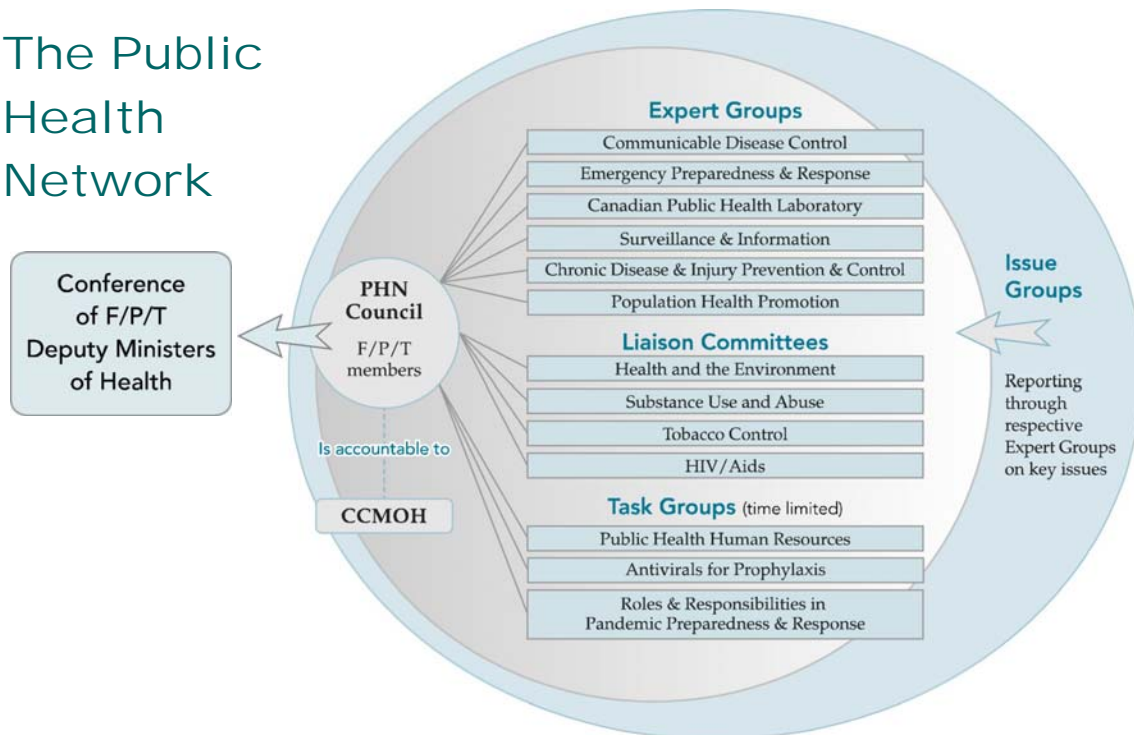 The Public
Health
Network
Conference
of F/P/T
Deputy Ministers
of Health
PHN
Council
F/P/T
members
Is accountable to
CCMOH
Expert Groups
Communicable Disease Control
Emergency Preparedness & Response
Canadian Public Health Laboratory
Surveillance & Information
Chronic Disease & Injury Prevention & Control
Population Health Promotion
Liaison Committees
Health and the Environment
Substance Use and Abuse
Tobacco Control
HIV/Aids
Task Groups (time limited)
Public Health Human Resources
Antivirals for Prophylaxis
Roles & Responsibilities in
Pandemic Preparedness & Response
Issue
Groups
Reporting
through
respective
Expert Groups
on key issues